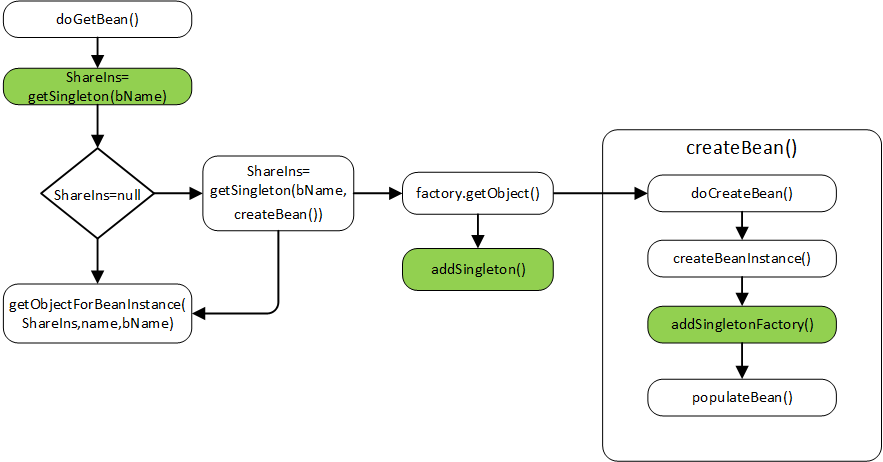 doGetBean()
ShareIns=
getSingleton(bName)
ShareIns=null
getObjectForBeanInstance(
ShareIns,name,bName)
ShareIns=
getSingleton(bName,
createBean())
factory.getObject()
addSingleton()
createBean()
doCreateBean()
createBeanInstance()
addSingletonFactory()
populateBean()